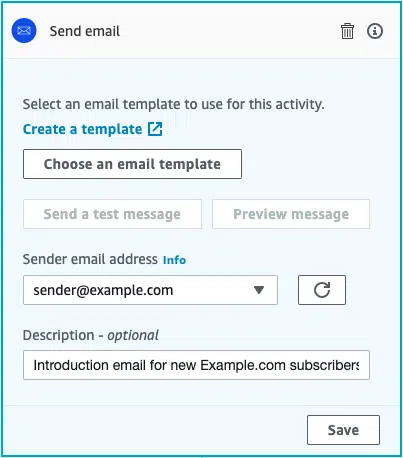 Send email
Select an email template to use for this activity.
Create a template
Choose an email template
Send a test message
Preview message
Sender email address Info
sender@example.com
Description - optional
Introduction email for new Example.com subscribers
Save